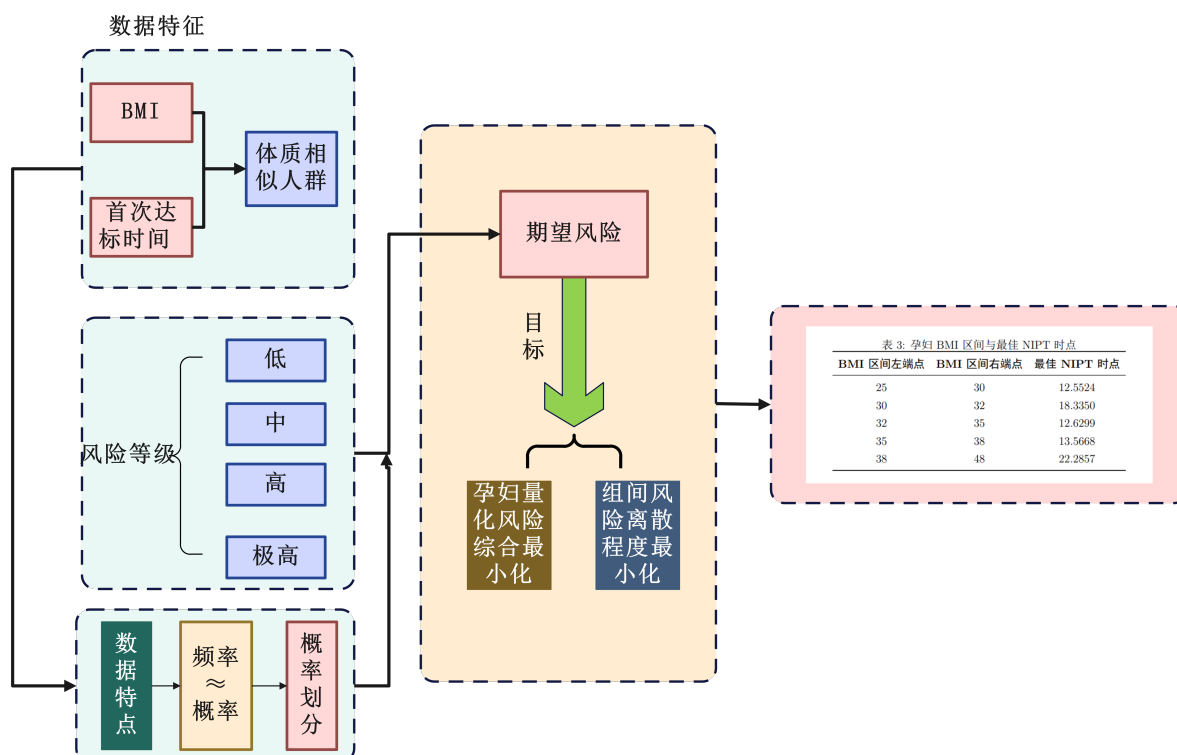 数据特征
BMI
首次达
标时间
体质相
似人群
风险等级
低
中
高
极高
数
据
特
点
频率
≈
概率
概
率
划
分
期望风险
目
标
孕妇量
化风险
综合最
小化
组间风
险离散
程度最
小化
表 3: 孕妇 BMI 区间与最佳 NIPT 时点
BMI 区间左端点 BMI 区间右端点 最佳 NIPT 时点
25 30 12.5524
30 32 18.3350
32 35 12.6299
35 38 13.5668
38 48 22.2857